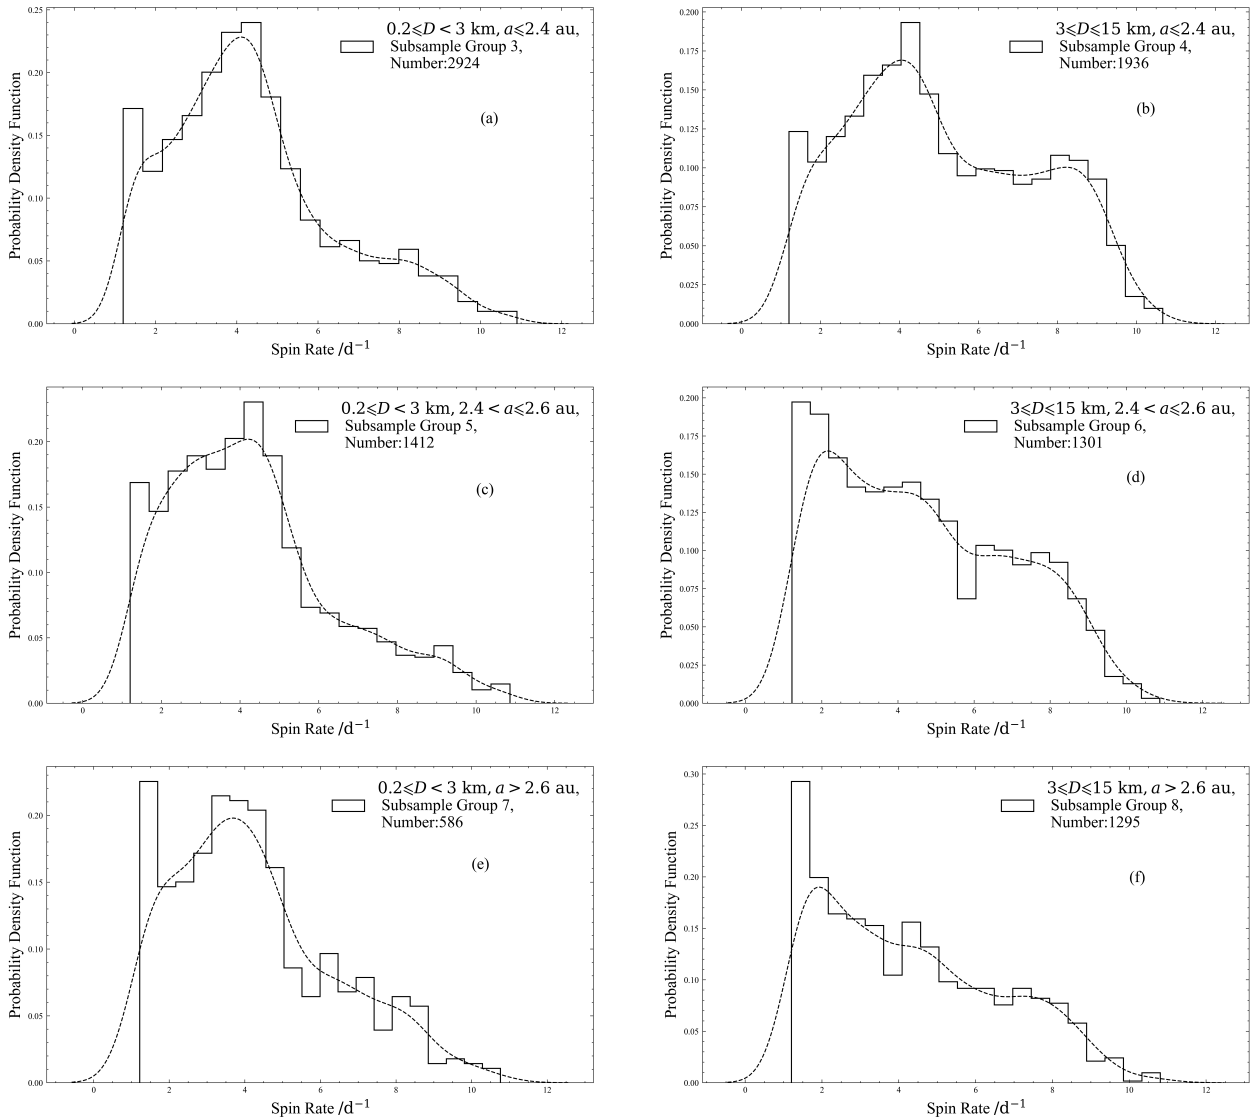 0.2⩽D<3 km, a⩽2.4 au,
Subsample Group 3,
Number:2924
(a)
Probability Density Function
0.25
0.20
0.15
0.10
0.05
0.00
0 2 4 6 8 10 12
Spin Rate /d⁻¹
3⩽D⩽15 km, a⩽2.4 au,
Subsample Group 4,
Number:1936
(b)
Probability Density Function
0.200
0.175
0.150
0.125
0.100
0.075
0.050
0.025
0.000
0 2 4 6 8 10 12
Spin Rate /d⁻¹
0.2⩽D<3 km, 2.4<a⩽2.6 au,
Subsample Group 5,
Number:1412
(c)
Probability Density Function
0.20
0.15
0.10
0.05
0.00
0 2 4 6 8 10 12
Spin Rate /d⁻¹
3⩽D⩽15 km, 2.4<a⩽2.6 au,
Subsample Group 6,
Number:1301
(d)
Probability Density Function
0.200
0.175
0.150
0.125
0.100
0.075
0.050
0.025
0.000
0 2 4 6 8 10 12
Spin Rate /d⁻¹
0.2⩽D<3 km, a>2.6 au,
Subsample Group 7,
Number:586
(e)
Probability Density Function
0.20
0.15
0.10
0.05
0.00
0 2 4 6 8 10 12
Spin Rate /d⁻¹
3⩽D⩽15 km, a>2.6 au,
Subsample Group 8,
Number:1295
(f)
Probability Density Function
0.30
0.25
0.20
0.15
0.10
0.05
0.00
0 2 4 6 8 10 12
Spin Rate /d⁻¹